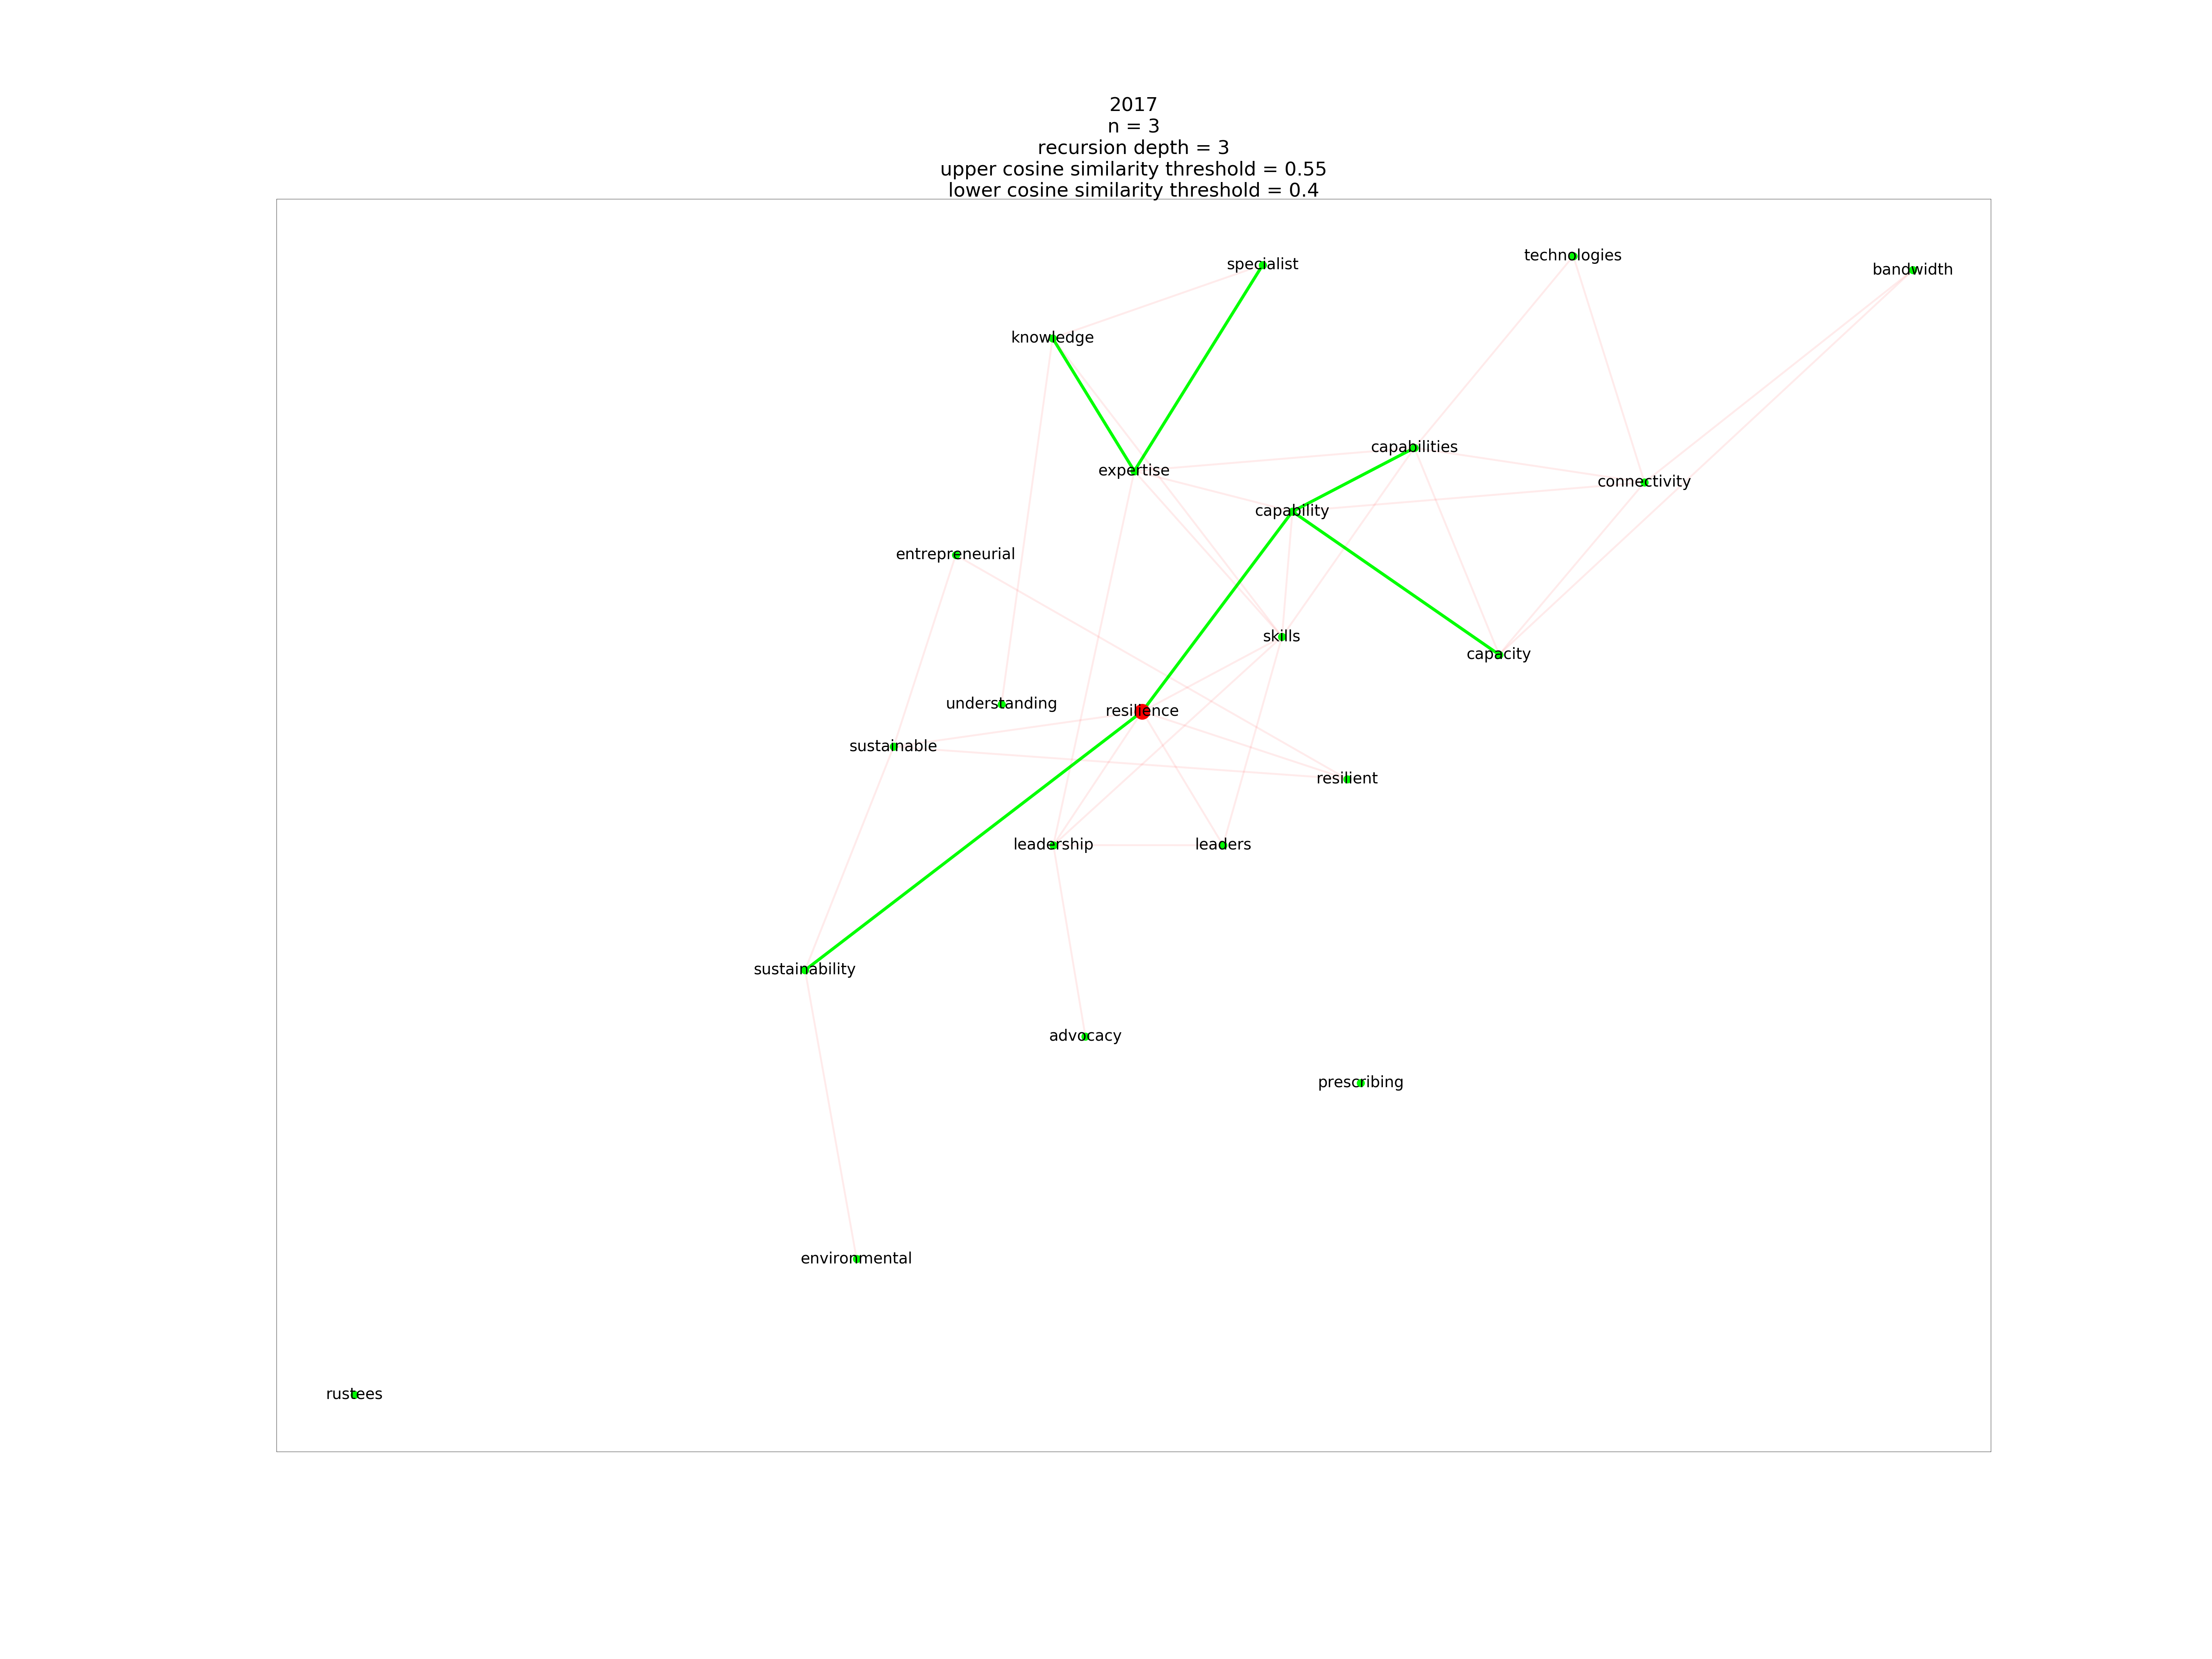 2017
n = 3
recursion depth = 3
upper cosine similarity threshold = 0.55
lower cosine similarity threshold = 0.4
technologies
specialist
bandwidth
knowledge
capabilities
expertise
connectivity
capability
entrepreneurial
skills
capacity
understanding
resilience
sustainable
resilient
leadership
leaders
sustainability
advocacy
prescribing
environmental
rustees